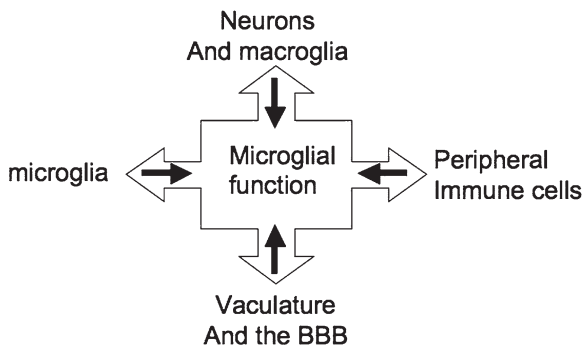 Neurons
And macroglia
microglia
Microglial
function
Peripheral
Immune cells
Vaculature
And the BBB